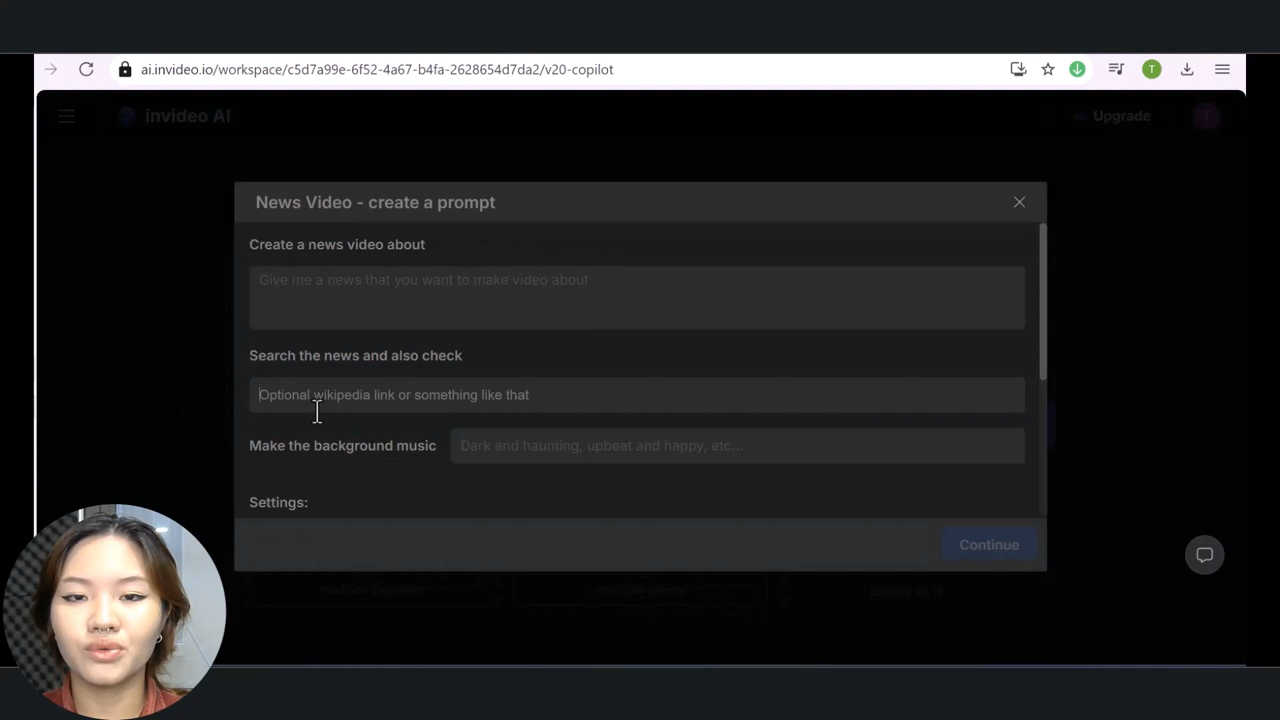 ai.invideo.io/workspace/c5d7a99e-6f52-4a67-b4fa-2628654d7da2/v20-copilot
T
invideo AI
Upgrade
T
News Video - create a prompt
Create a news video about
Give me a news that you want to make video about
Search the news and also check
Optional wikipedia link or something like that
Make the background music
Dark and haunting, upbeat and happy, etc...
Settings:
Continue